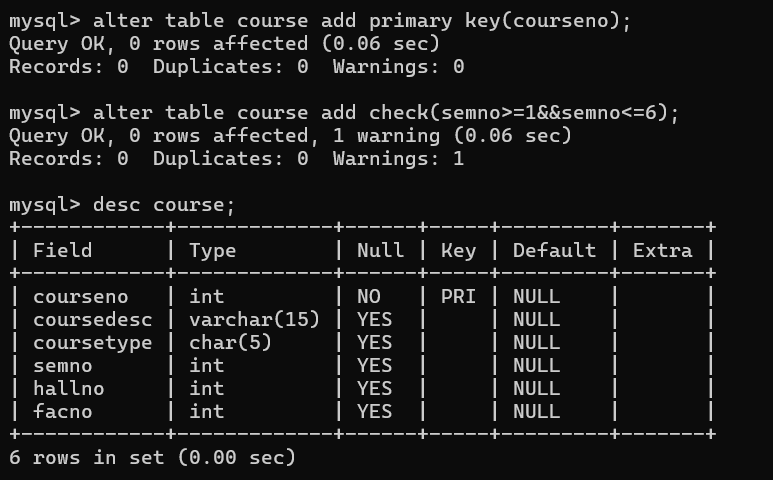 mysql> alter table course add primary key(courseno);
Query OK, 0 rows affected (0.06 sec)
Records: 0  Duplicates: 0  Warnings: 0

mysql> alter table course add check(semno>=1&&semno<=6);
Query OK, 0 rows affected, 1 warning (0.06 sec)
Records: 0  Duplicates: 0  Warnings: 1

mysql> desc course;
+------------+-------------+------+-----+---------+-------+
| Field      | Type        | Null | Key | Default | Extra |
+------------+-------------+------+-----+---------+-------+
| courseno   | int         | NO   | PRI | NULL    |       |
| coursedesc | varchar(15) | YES  |     | NULL    |       |
| coursetype | char(5)     | YES  |     | NULL    |       |
| semno      | int         | YES  |     | NULL    |       |
| hallno     | int         | YES  |     | NULL    |       |
| facno      | int         | YES  |     | NULL    |       |
+------------+-------------+------+-----+---------+-------+
6 rows in set (0.00 sec)